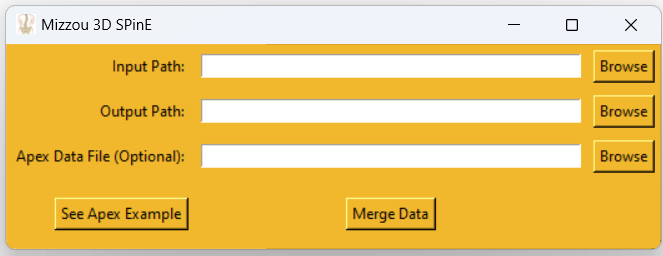 Mizzou 3D SPinE
Input Path: Browse
Output Path: Browse
Apex Data File (Optional): Browse
See Apex Example Merge Data